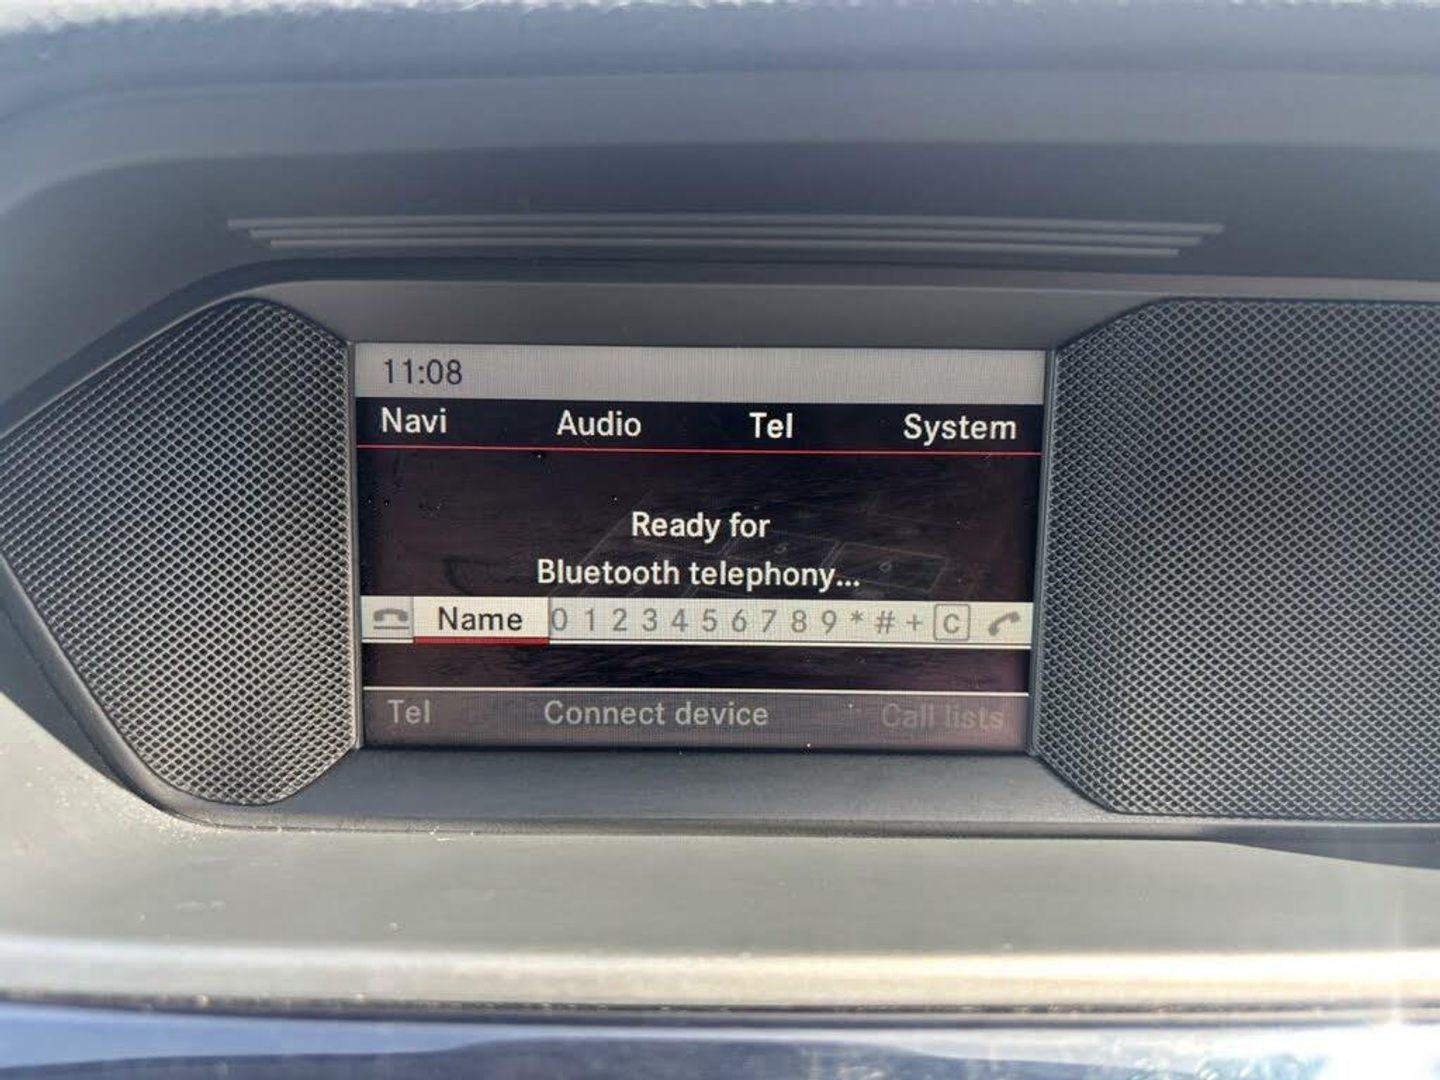 11:08
Navi Audio Tel System
Ready for
Bluetooth telephony...
Name 0 1 2 3 4 5 6 7 8 9 * # + C
Tel Connect device Call lists